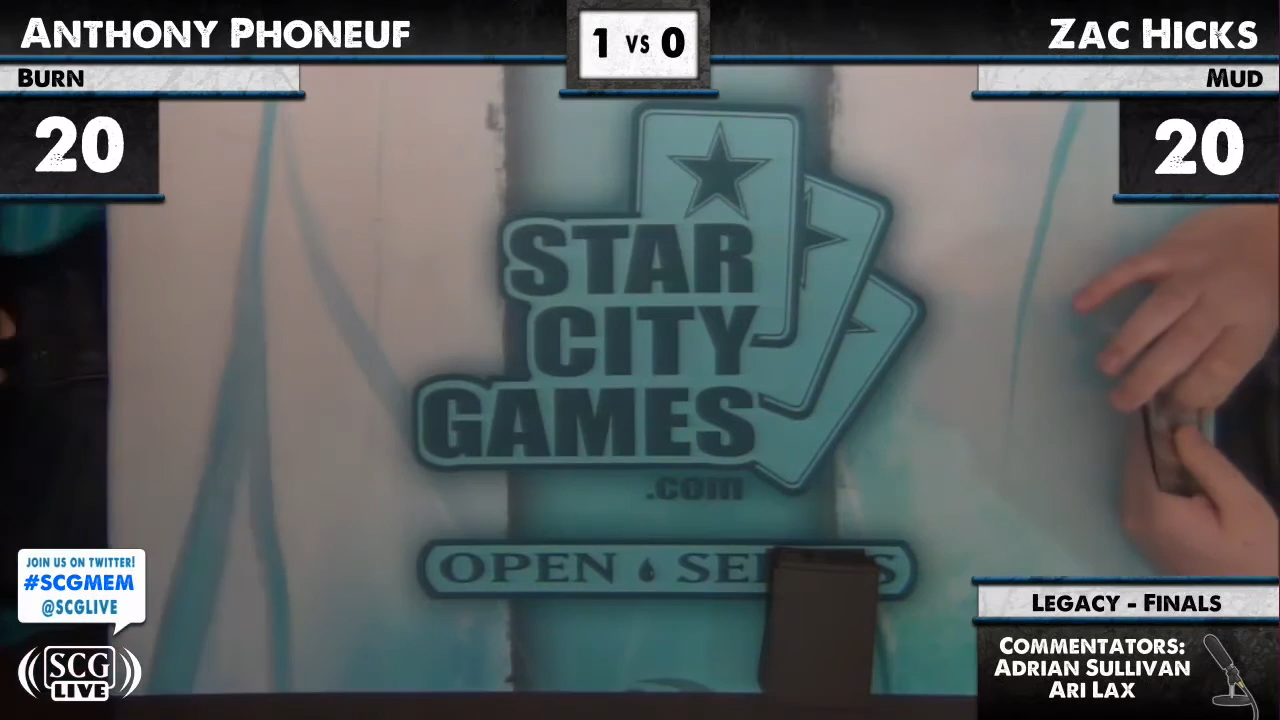 ANTHONY PHONEUF
1 VS 0
ZAC HICKS
BURN
MUD
20
20
STAR
CITY
GAMES
.com
OPEN SE S
JOIN US ON TWITTER!
#SCGMEM
@SCGLIVE
SCG
LIVE
LEGACY - FINALS
COMMENTATORS:
ADRIAN SULLIVAN
ARI LAX